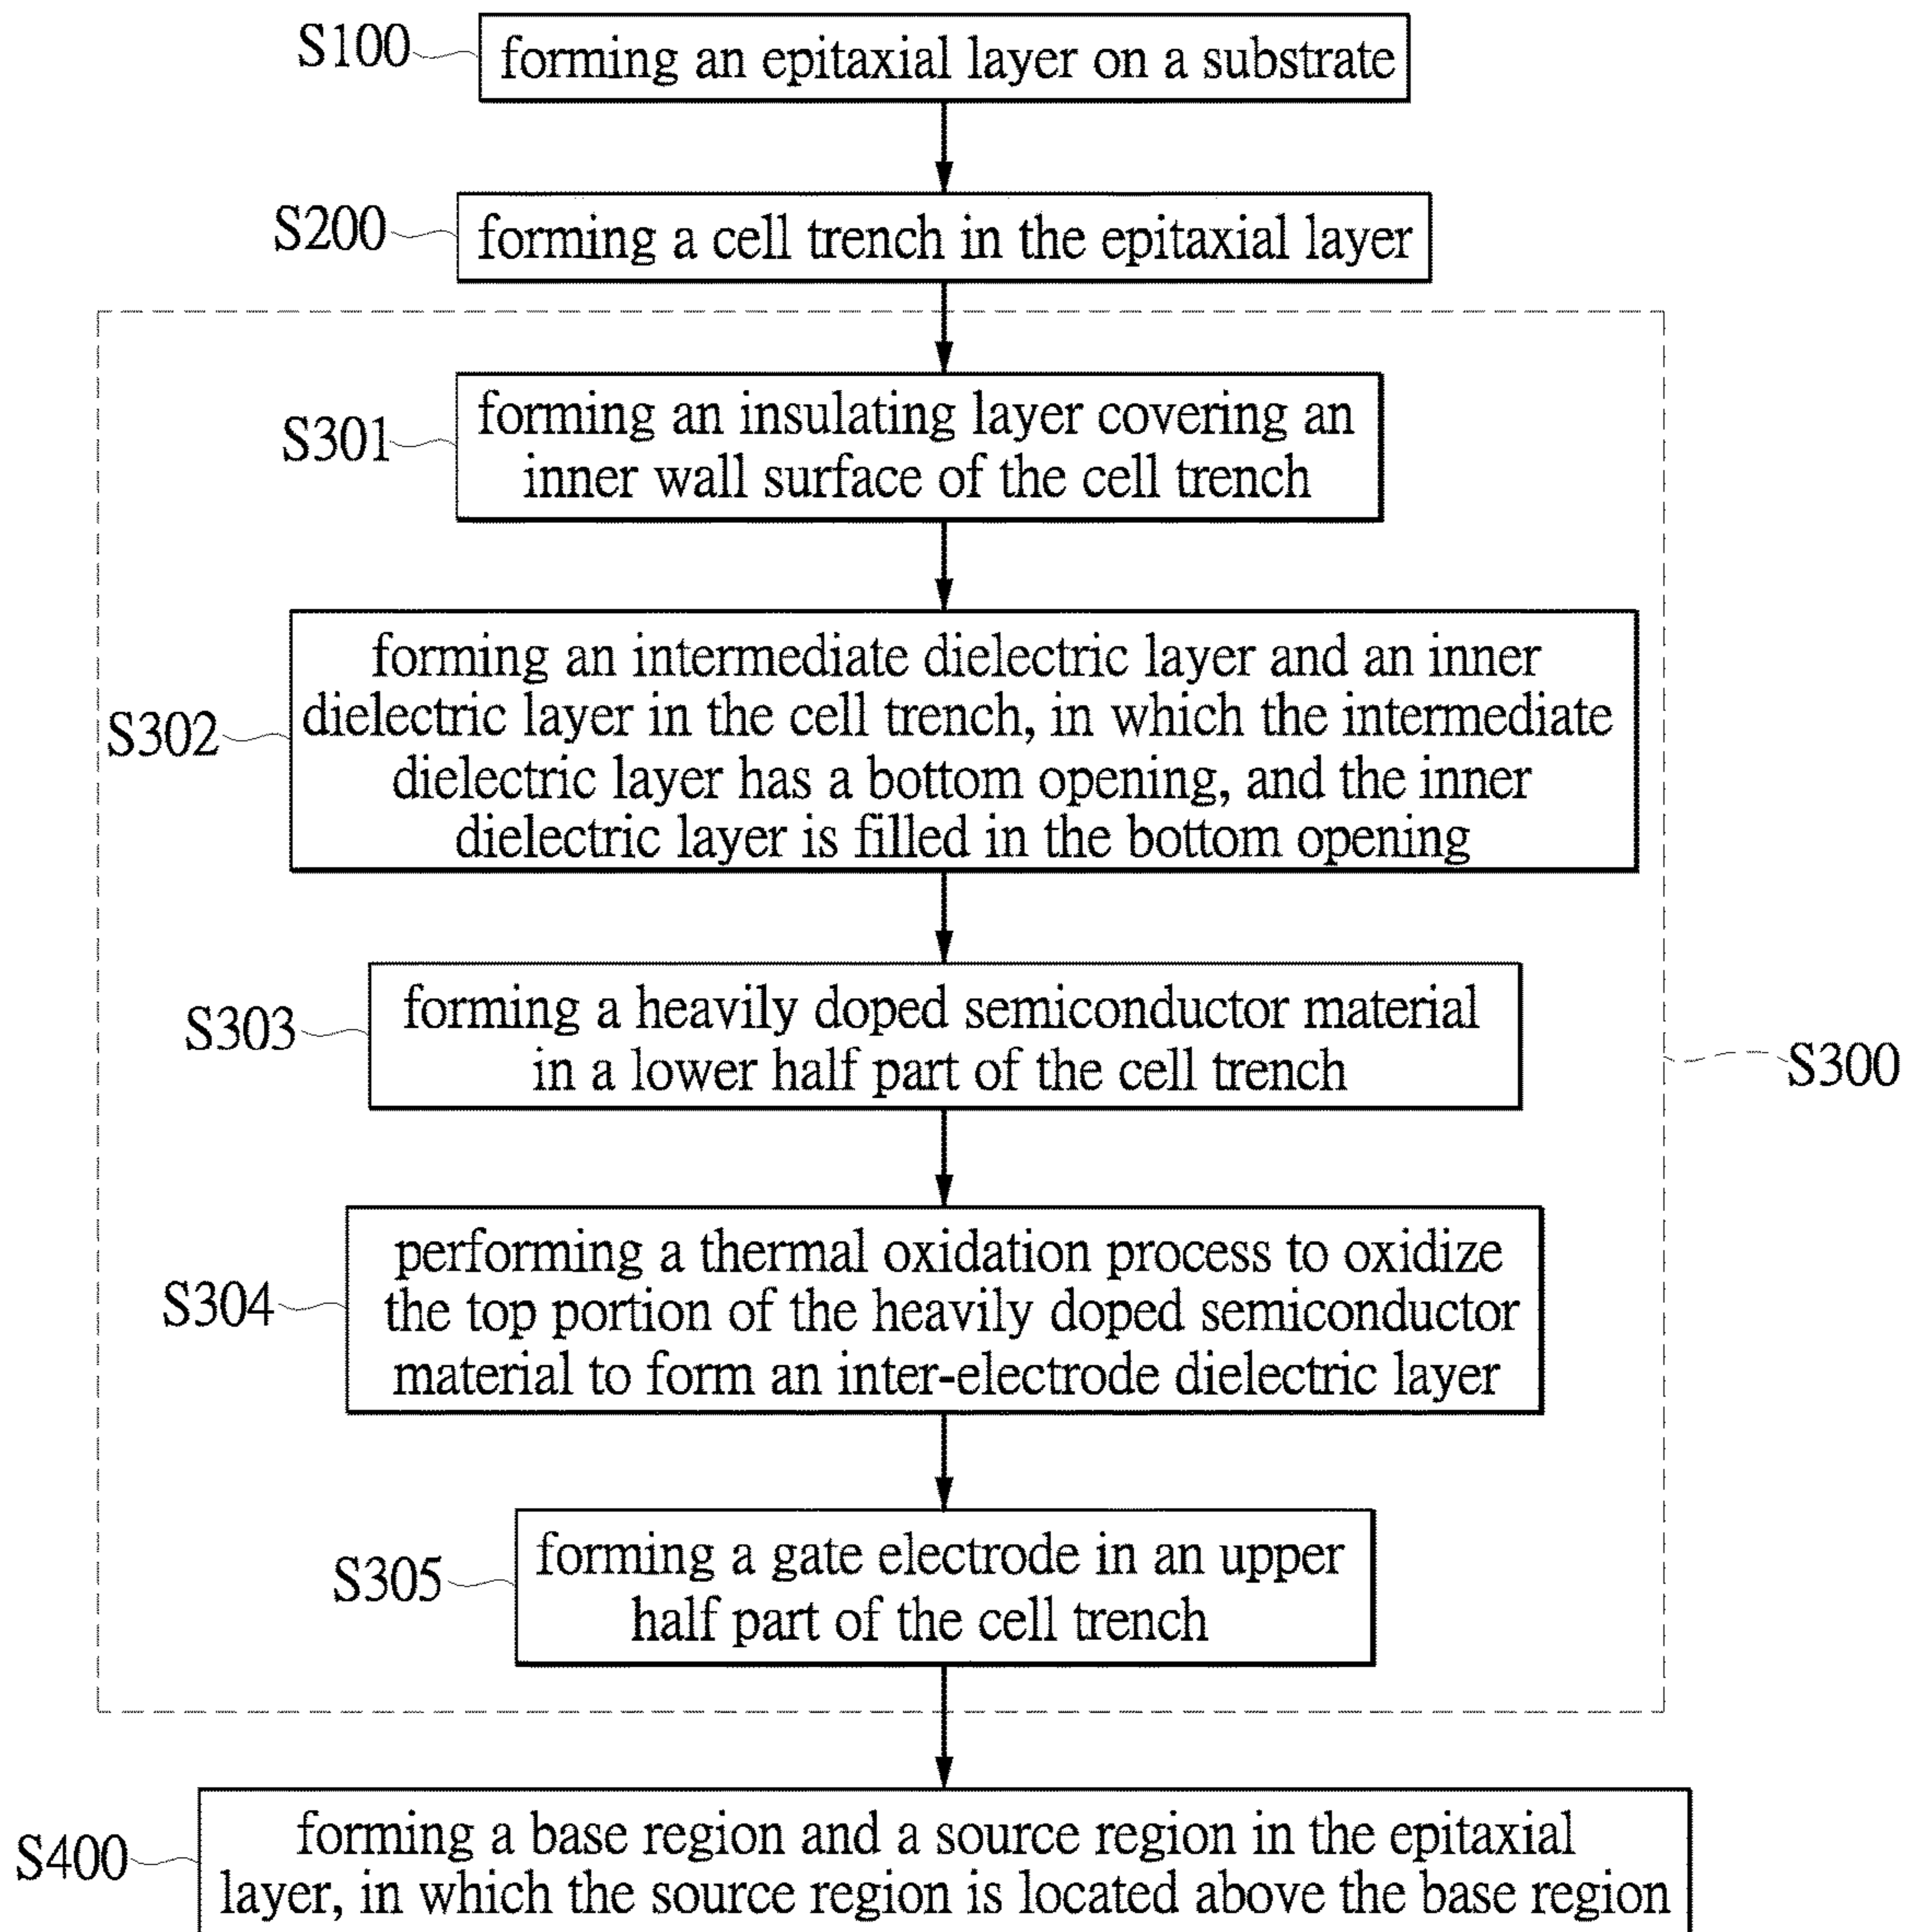 S100
forming an epitaxial layer on a substrate
S200
forming a cell trench in the epitaxial layer
S301
forming an insulating layer covering an
inner wall surface of the cell trench
S302
forming an intermediate dielectric layer and an inner
dielectric layer in the cell trench, in which the intermediate
dielectric layer has a bottom opening, and the inner
dielectric layer is filled in the bottom opening
S303
forming a heavily doped semiconductor material
in a lower half part of the cell trench
S300
S304
performing a thermal oxidation process to oxidize
the top portion of the heavily doped semiconductor
material to form an inter-electrode dielectric layer
S305
forming a gate electrode in an upper
half part of the cell trench
S400
forming a base region and a source region in the epitaxial
layer, in which the source region is located above the base region